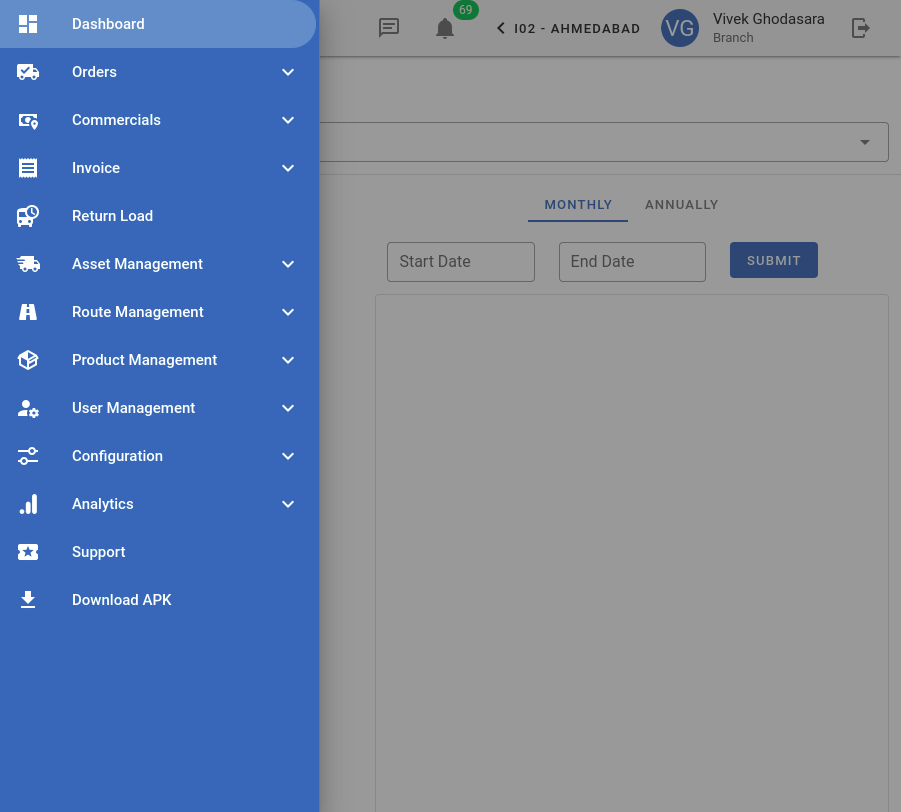 Dashboard
Orders
Commercials
Invoice
Return Load
Asset Management
Route Management
Product Management
User Management
Configuration
Analytics
Support
Download APK
69
I02 - AHMEDABAD
VG
Vivek Ghodasara
Branch
MONTHLY
ANNUALLY
Start Date
End Date
SUBMIT